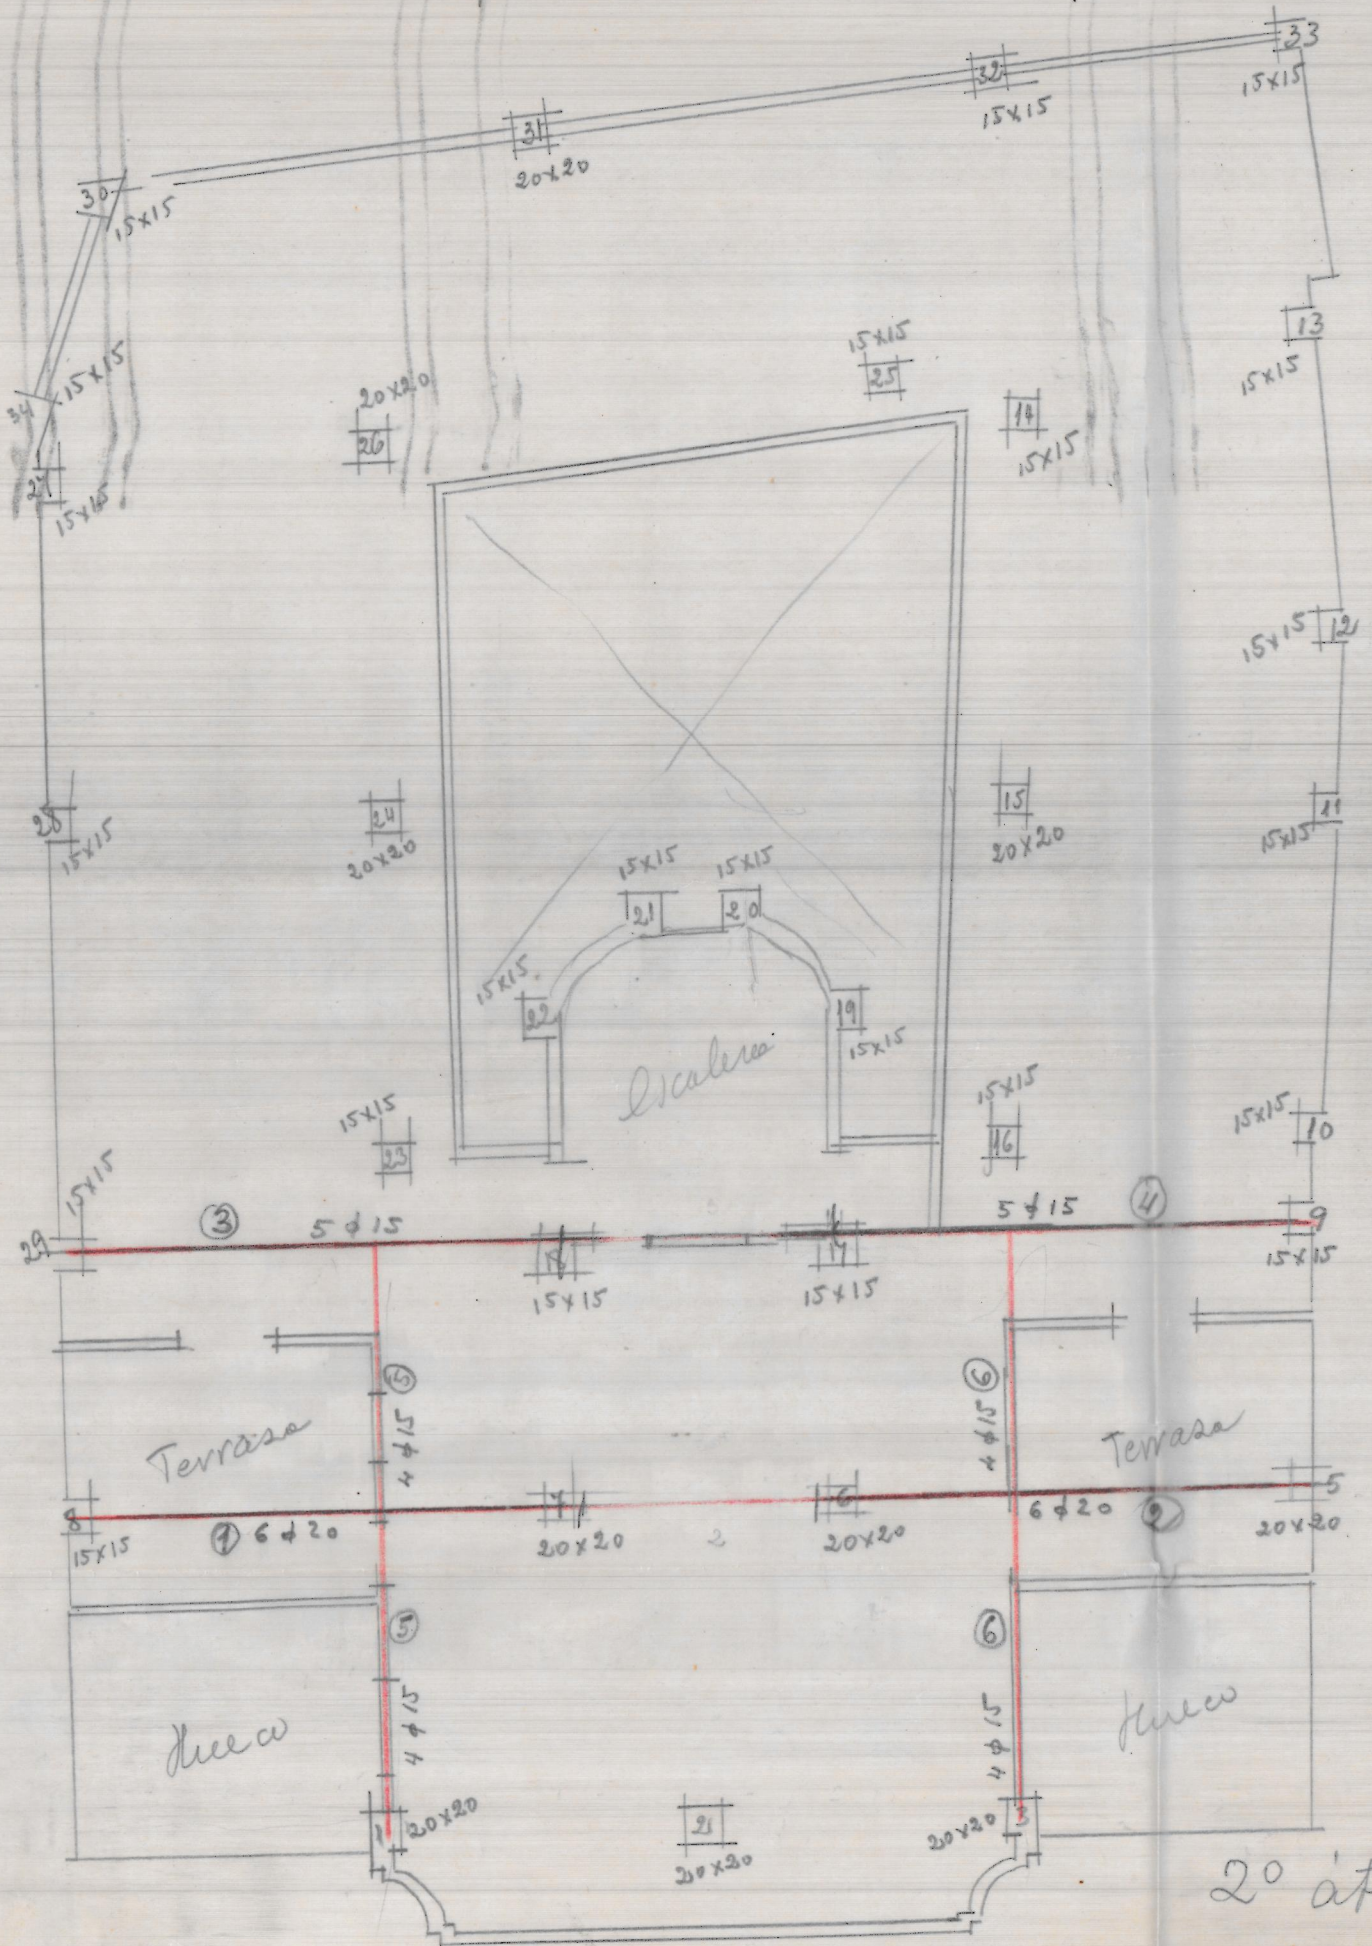 33
15x15
32
15x15
31
20x20
30
15x15
13
15x15
15x15
25
34
15x15
20x20
26
14
15x15
27
15x15
15x15
12
28
15x15
24
20x20
15
20x20
11
15x15
15x15
21
15x15
20
15x15
22
19
15x15
Escalera
15x15
23
15x15
16
15x15
10
15x15
29
③
5 ϕ 15
5 ϕ 15
④
9
15x15
18
15x15
17
15x15
⑤
4 ϕ 15
⑥
4 ϕ 15
Terraza
Terraza
8
15x15
① 6 ϕ 20
7
20x20
6
20x20
6 ϕ 20 ②
5
20x20
2
⑤
4 ϕ 15
⑥
4 ϕ 15
Hueco
Hueco
1
20x20
2
20x20
3
20x20
2º